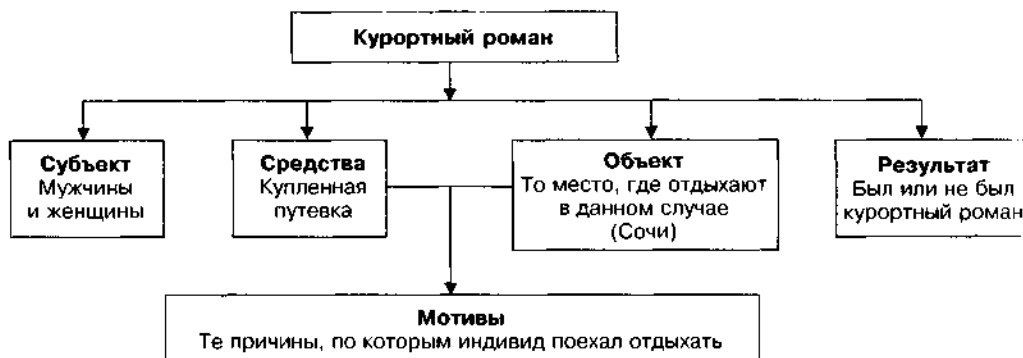 Курортный роман
Субъект
Мужчины
и женщины
Средства
Купленная
путевка
Объект
То место, где отдыхают
в данном случае
(Сочи)
Результат
Был или не был
курортный роман
Мотивы
Те причины, по которым индивид поехал отдыхать